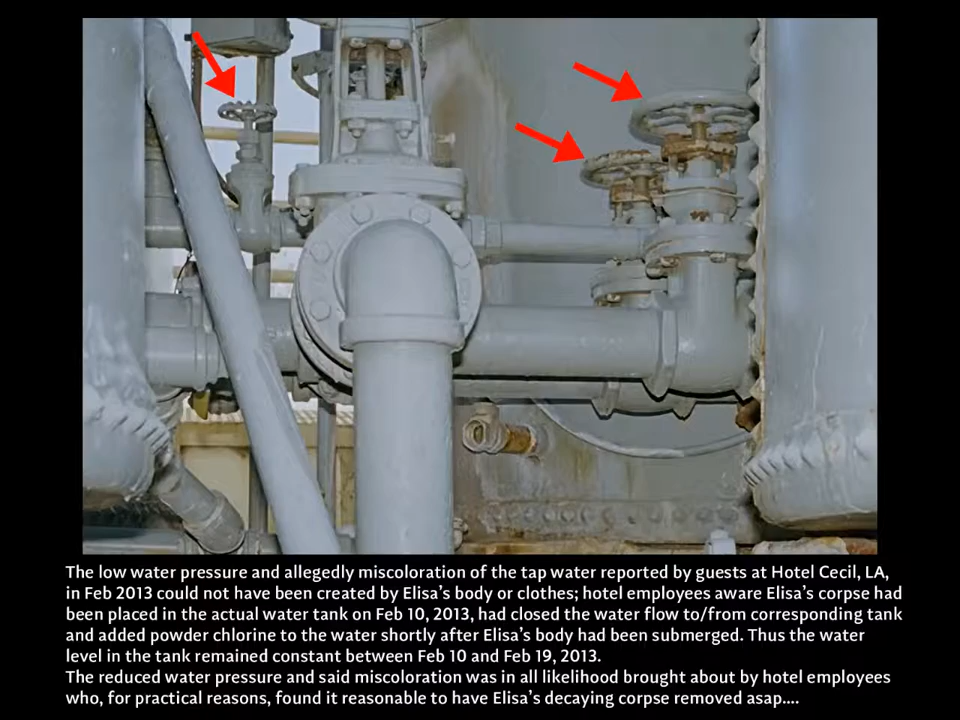 The low water pressure and allegedly miscoloration of the tap water reported by guests at Hotel Cecil, LA,
in Feb 2013 could not have been created by Elisa's body or clothes; hotel employees aware Elisa's corpse had
been placed in the actual water tank on Feb 10, 2013, had closed the water flow to/from corresponding tank
and added powder chlorine to the water shortly after Elisa's body had been submerged. Thus the water
level in the tank remained constant between Feb 10 and Feb 19, 2013.
The reduced water pressure and said miscoloration was in all likelihood brought about by hotel employees
who, for practical reasons, found it reasonable to have Elisa's decaying corpse removed asap....